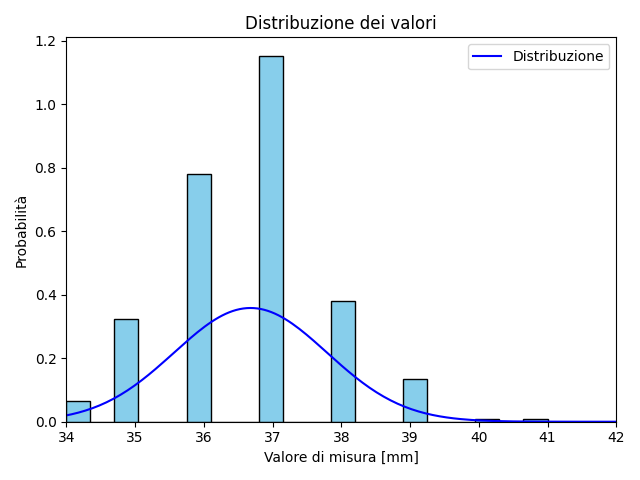 Distribuzione dei valori
Distribuzione
Probabilità
1.2
1.0
0.8
0.6
0.4
0.2
0.0
34 35 36 37 38 39 40 41 42
Valore di misura [mm]